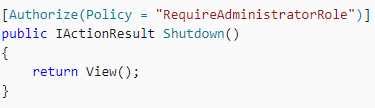 [Authorize(Policy = "RequireAdministratorRole")]
public IActionResult Shutdown()
{
    return View();
}